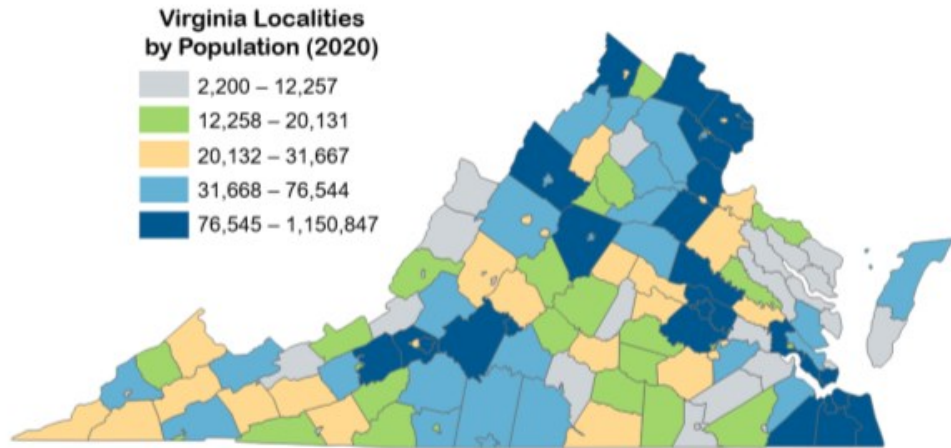 Virginia Localities
by Population (2020)
2,200 – 12,257
12,258 – 20,131
20,132 – 31,667
31,668 – 76,544
76,545 – 1,150,847